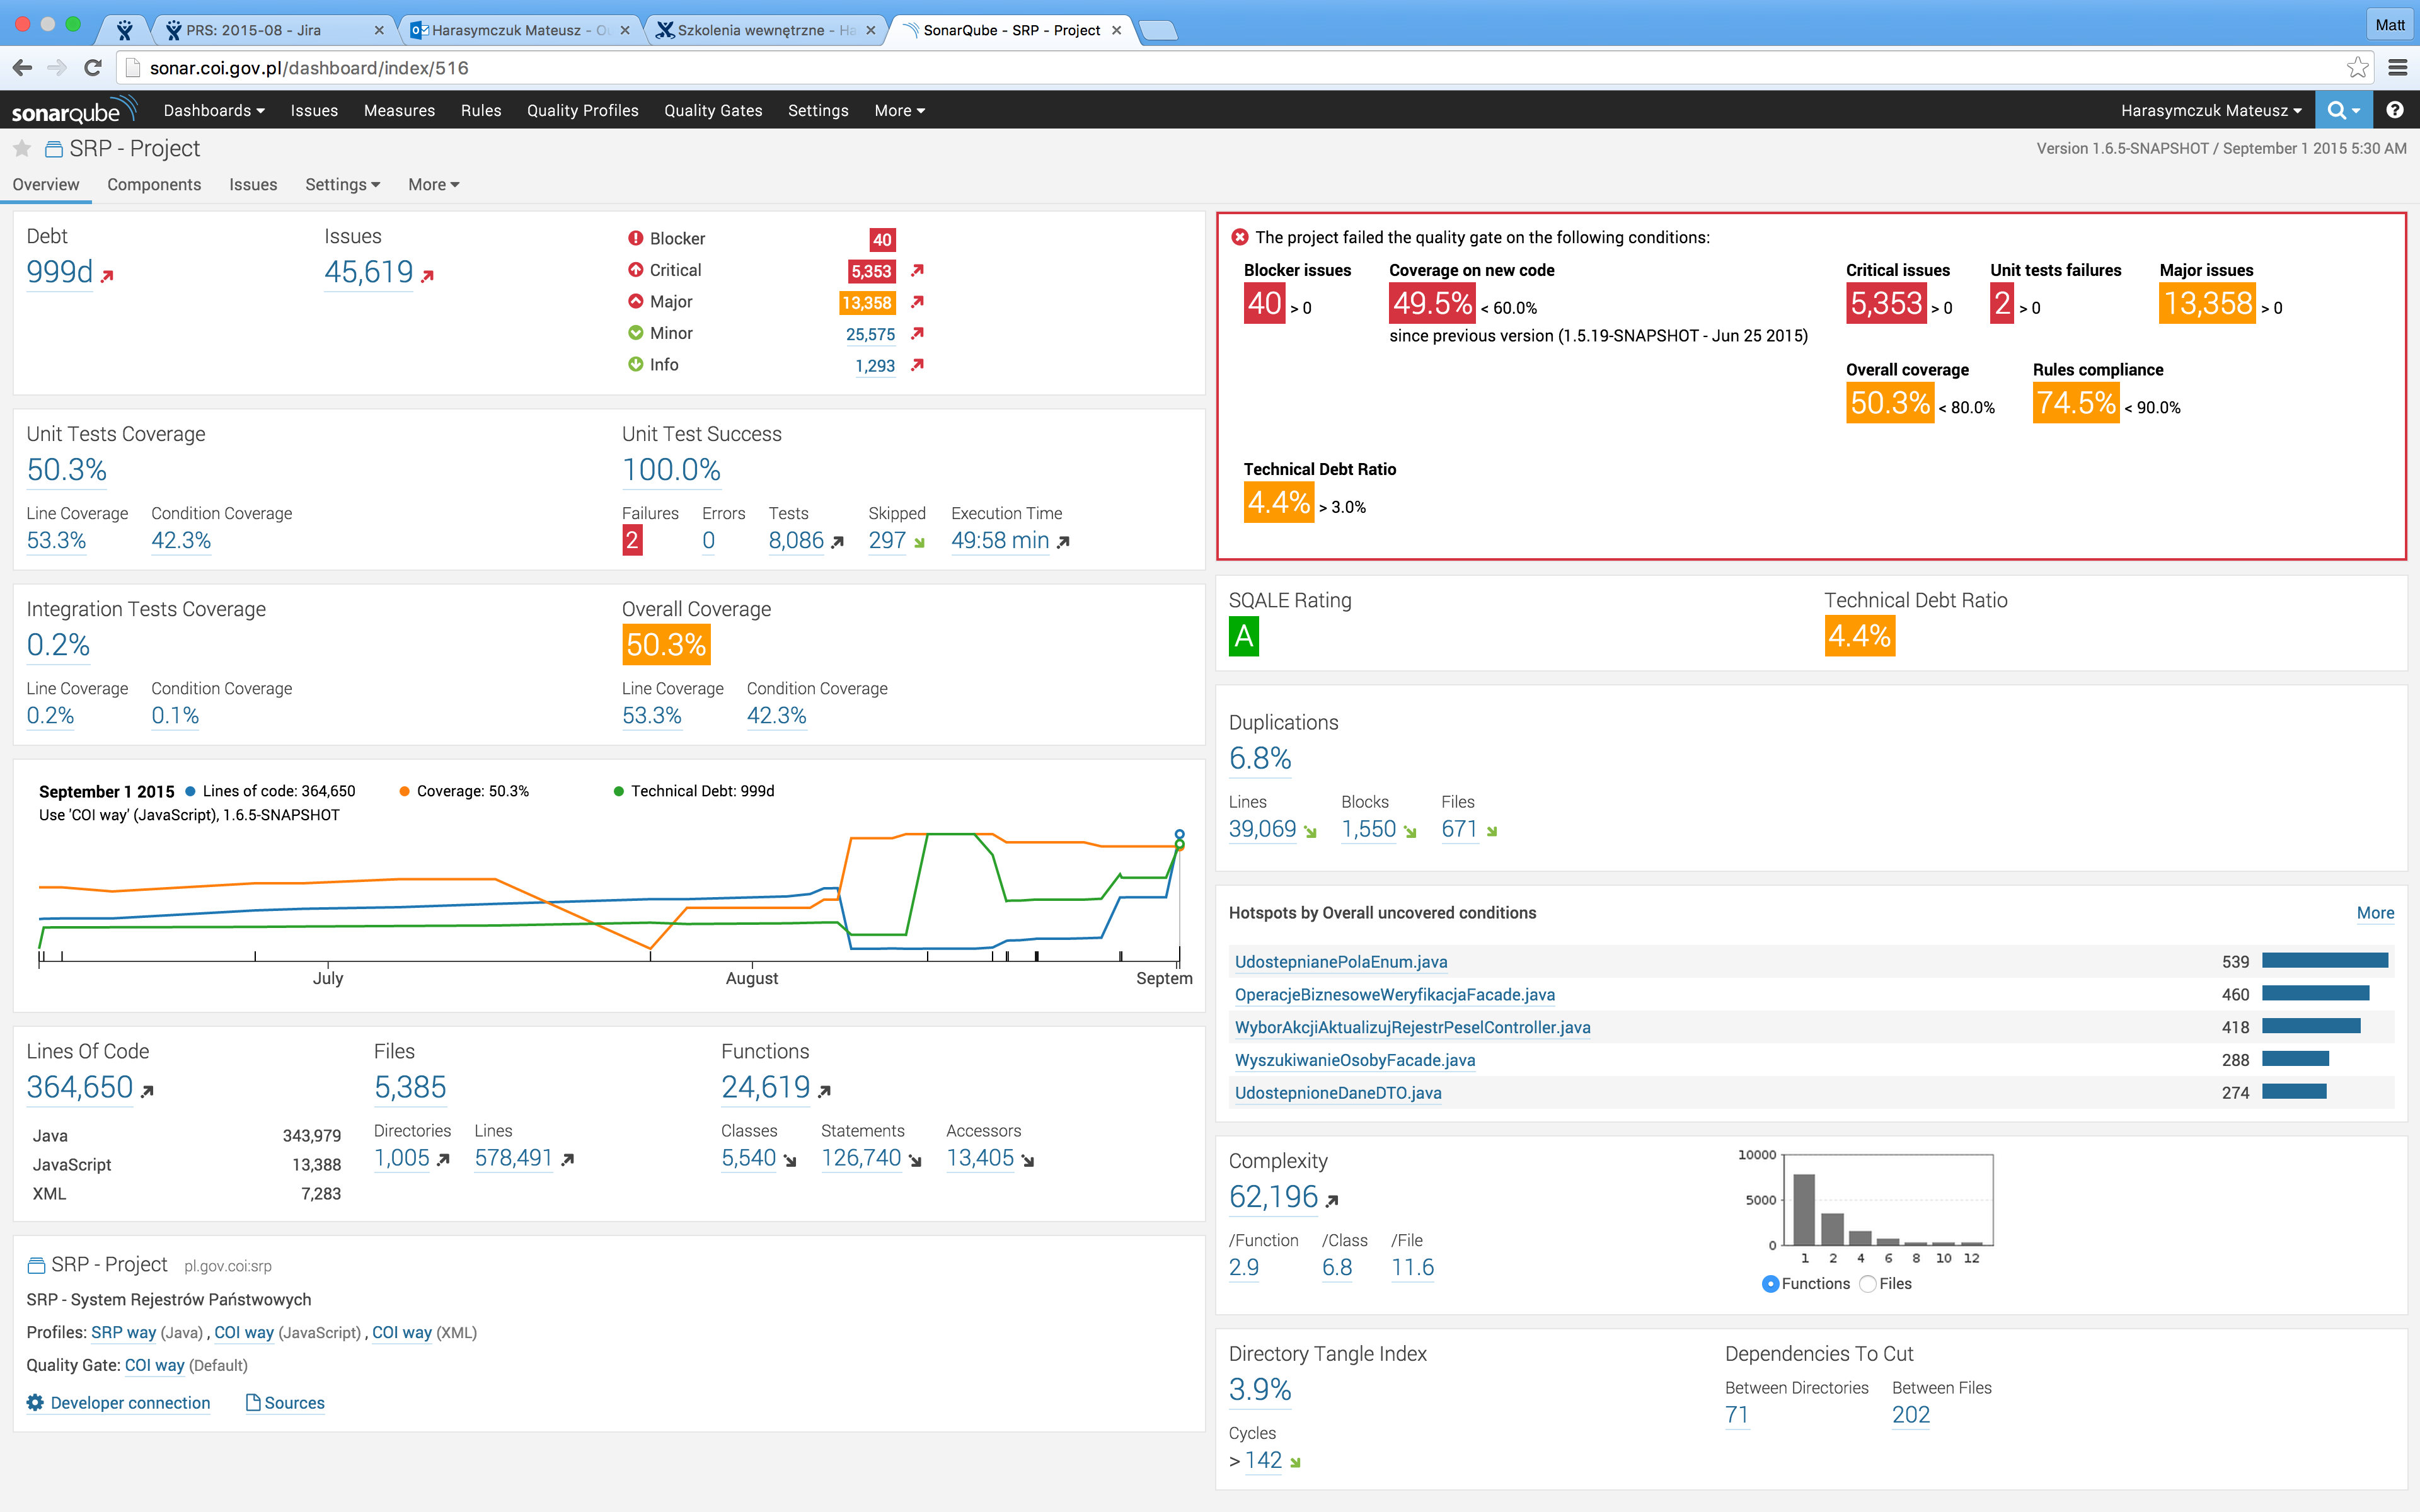 PRS: 2015-08 - Jira
Harasymczuk Mateusz - Ou
Szkolenia wewnętrzne - Ha
SonarQube - SRP - Project
Matt
sonar.coi.gov.pl/dashboard/index/516
sonarqube Dashboards Issues Measures Rules Quality Profiles Quality Gates Settings More Harasymczuk Mateusz
SRP - Project
Version 1.6.5-SNAPSHOT / September 1 2015 5:30 AM
Overview Components Issues Settings More
Debt
999d
Issues
45,619
Blocker 40
Critical 5,353
Major 13,358
Minor 25,575
Info 1,293
Unit Tests Coverage
50.3%
Line Coverage Condition Coverage
53.3% 42.3%
Unit Test Success
100.0%
Failures Errors Tests Skipped Execution Time
2 0 8,086 297 49:58 min
Integration Tests Coverage
0.2%
Line Coverage Condition Coverage
0.2% 0.1%
Overall Coverage
50.3%
Line Coverage Condition Coverage
53.3% 42.3%
September 1 2015 Lines of code: 364,650 Coverage: 50.3% Technical Debt: 999d
Use 'COI way' (JavaScript), 1.6.5-SNAPSHOT
July August Septem
Lines Of Code
364,650
Java 343,979
JavaScript 13,388
XML 7,283
Files
5,385
Directories Lines
1,005 578,491
Functions
24,619
Classes Statements Accessors
5,540 126,740 13,405
SRP - Project pl.gov.coi:srp
SRP - System Rejestrów Państwowych
Profiles: SRP way (Java) , COI way (JavaScript) , COI way (XML)
Quality Gate: COI way (Default)
Developer connection Sources
The project failed the quality gate on the following conditions:
Blocker issues
40 > 0
Coverage on new code
49.5% < 60.0%
since previous version (1.5.19-SNAPSHOT - Jun 25 2015)
Critical issues
5,353 > 0
Unit tests failures
2 > 0
Major issues
13,358 > 0
Overall coverage
50.3% < 80.0%
Rules compliance
74.5% < 90.0%
Technical Debt Ratio
4.4% > 3.0%
SQALE Rating
A
Technical Debt Ratio
4.4%
Duplications
6.8%
Lines Blocks Files
39,069 1,550 671
Hotspots by Overall uncovered conditions More
UdostepnianePolaEnum.java 539
OperacjeBiznesoweWeryfikacjaFacade.java 460
WyborAkcjiAktualizujRejestrPeselController.java 418
WyszukiwanieOsobyFacade.java 288
UdostepnioneDaneDTO.java 274
Complexity
62,196
/Function /Class /File
2.9 6.8 11.6
10000
5000
0
1 2 4 6 8 10 12
Functions Files
Directory Tangle Index
3.9%
Cycles
> 142
Dependencies To Cut
Between Directories Between Files
71 202